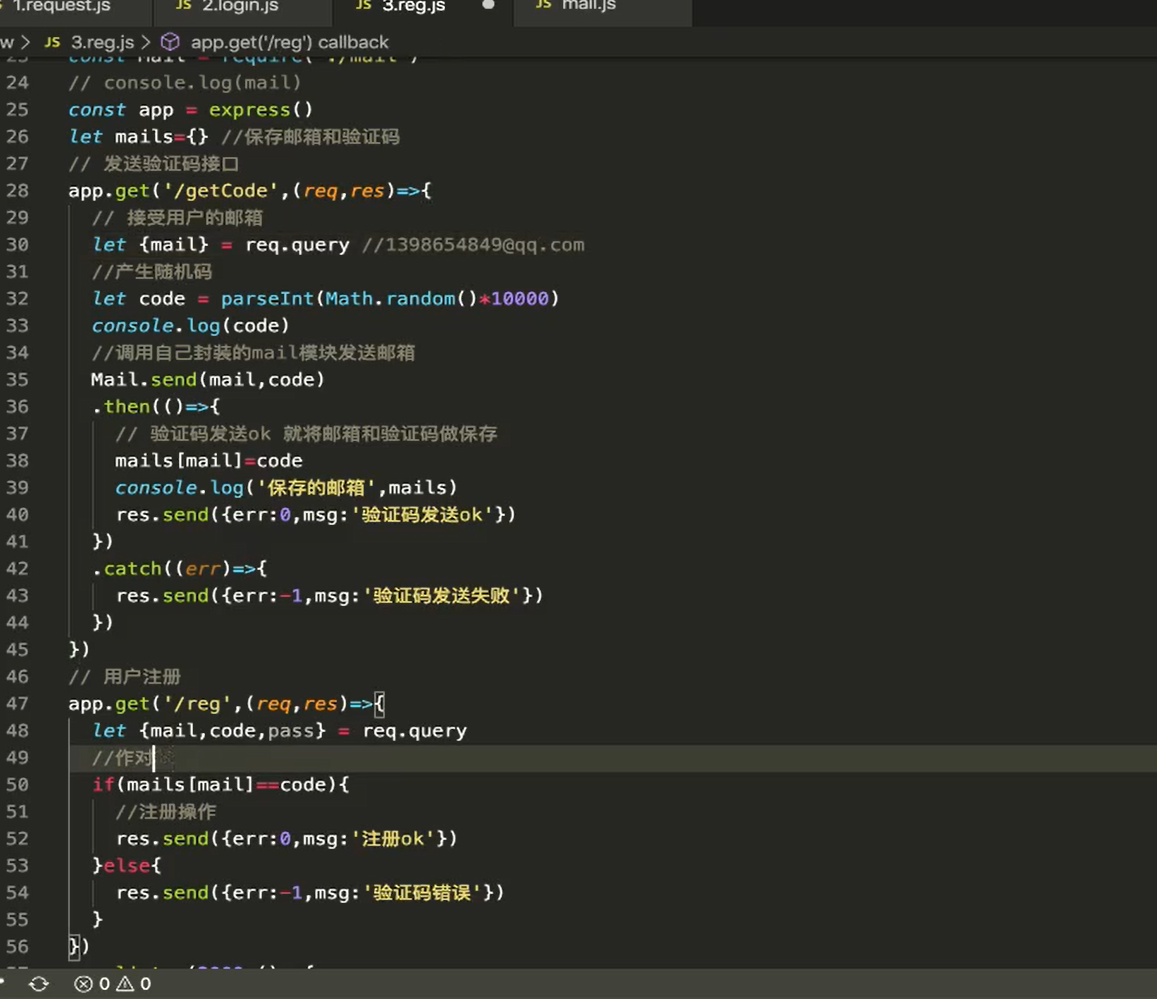 1.request.js JS 2.login.js JS 3.reg.js JS mail.js
w > JS 3.reg.js > app.get('/reg') callback
23 const Mail = require('./mail')
24 // console.log(mail)
25 const app = express()
26 let mails={} //保存邮箱和验证码
27 // 发送验证码接口
28 app.get('/getCode',(req,res)=>{
29 // 接受用户的邮箱
30 let {mail} = req.query //1398654849@qq.com
31 //产生随机码
32 let code = parseInt(Math.random()*10000)
33 console.log(code)
34 //调用自己封装的mail模块发送邮箱
35 Mail.send(mail,code)
36 .then(()=>{
37 // 验证码发送ok 就将邮箱和验证码做保存
38 mails[mail]=code
39 console.log('保存的邮箱',mails)
40 res.send({err:0,msg:'验证码发送ok'})
41 })
42 .catch((err)=>{
43 res.send({err:-1,msg:'验证码发送失败'})
44 })
45 })
46 // 用户注册
47 app.get('/reg',(req,res)=>{
48 let {mail,code,pass} = req.query
49 //作对
50 if(mails[mail]==code){
51 //注册操作
52 res.send({err:0,msg:'注册ok'})
53 }else{
54 res.send({err:-1,msg:'验证码错误'})
55 }
56 })
0 0